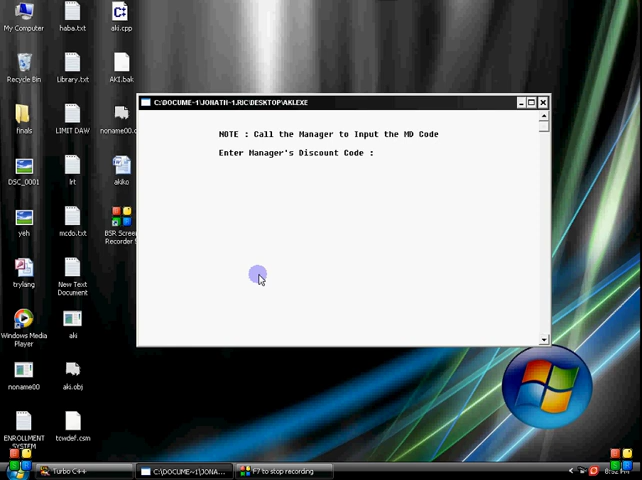 My Computer
haba.txt
aki.cpp
Recycle Bin
Library.txt
AKI.bak
finals
LIMIT DAW
noname00.c
DSC_0001
lrt
akiko
yeh
mcdo.txt
BSR Screen
Recorder
trylang
New Text
Document
Windows Media
Player
aki
noname00
aki.obj
ENROLLMENT
SYSTEM
tcwdef.csm
C:\DOCUME~1\JONATH~1.RIC\DESKTOP\AKI.EXE
NOTE : Call the Manager to Input the MD Code
Enter Manager's Discount Code :
Turbo C++
C:\DOCUME~1\JONA...
F7 to stop recording